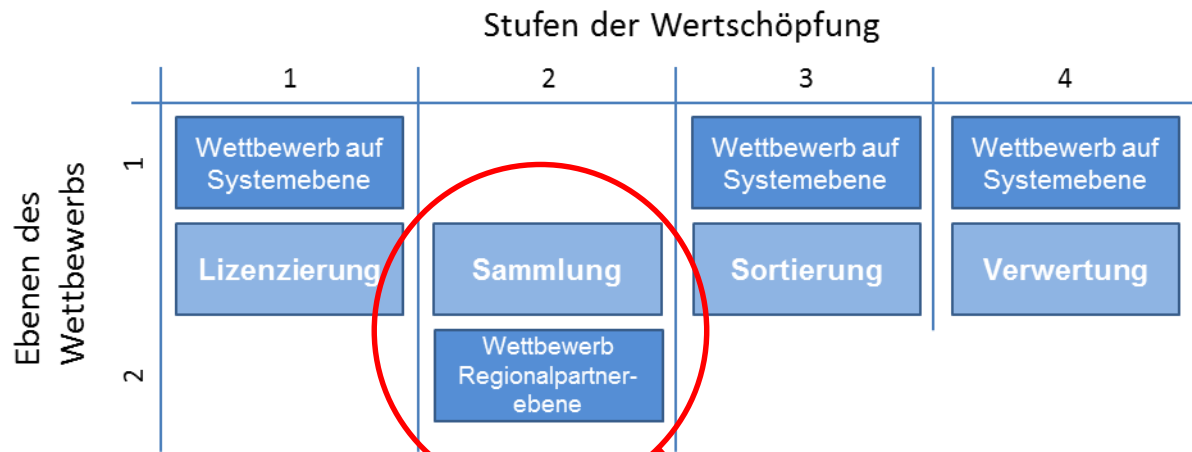 Stufen der Wertschöpfung
1 2 3 4
Ebenen des
Wettbewerbs
1
Wettbewerb auf
Systemebene
Wettbewerb auf
Systemebene
Wettbewerb auf
Systemebene
Lizenzierung
Sammlung
Sortierung
Verwertung
2
Wettbewerb
Regionalpartner-
ebene